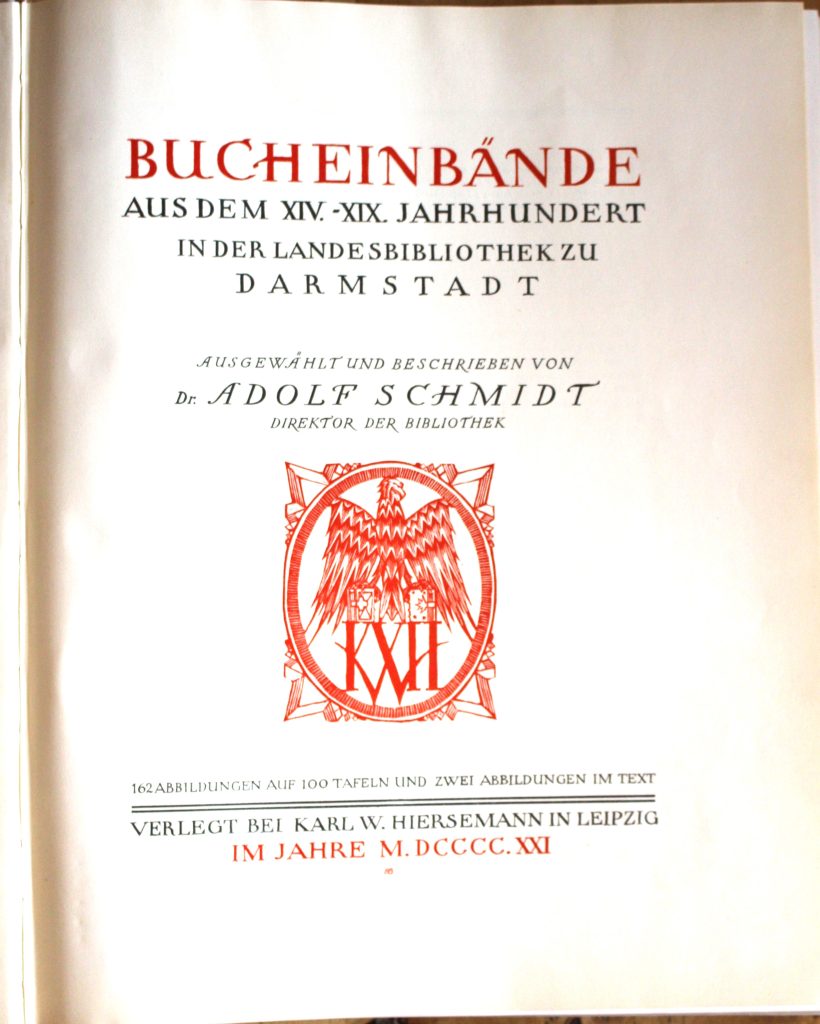 BUCHEINBÄNDE
AUS DEM XIV.-XIX. JAHRHUNDERT
IN DER LANDESBIBLIOTHEK ZU
DARMSTADT
AUSGEWÄHLT UND BESCHRIEBEN VON
Dr. ADOLF SCHMIDT
DIREKTOR DER BIBLIOTHEK
KWH
162 ABBILDUNGEN AUF 100 TAFELN UND ZWEI ABBILDUNGEN IM TEXT
VERLEGT BEI KARL W. HIERSEMANN IN LEIPZIG
IM JAHRE M.DCCCC.XXI